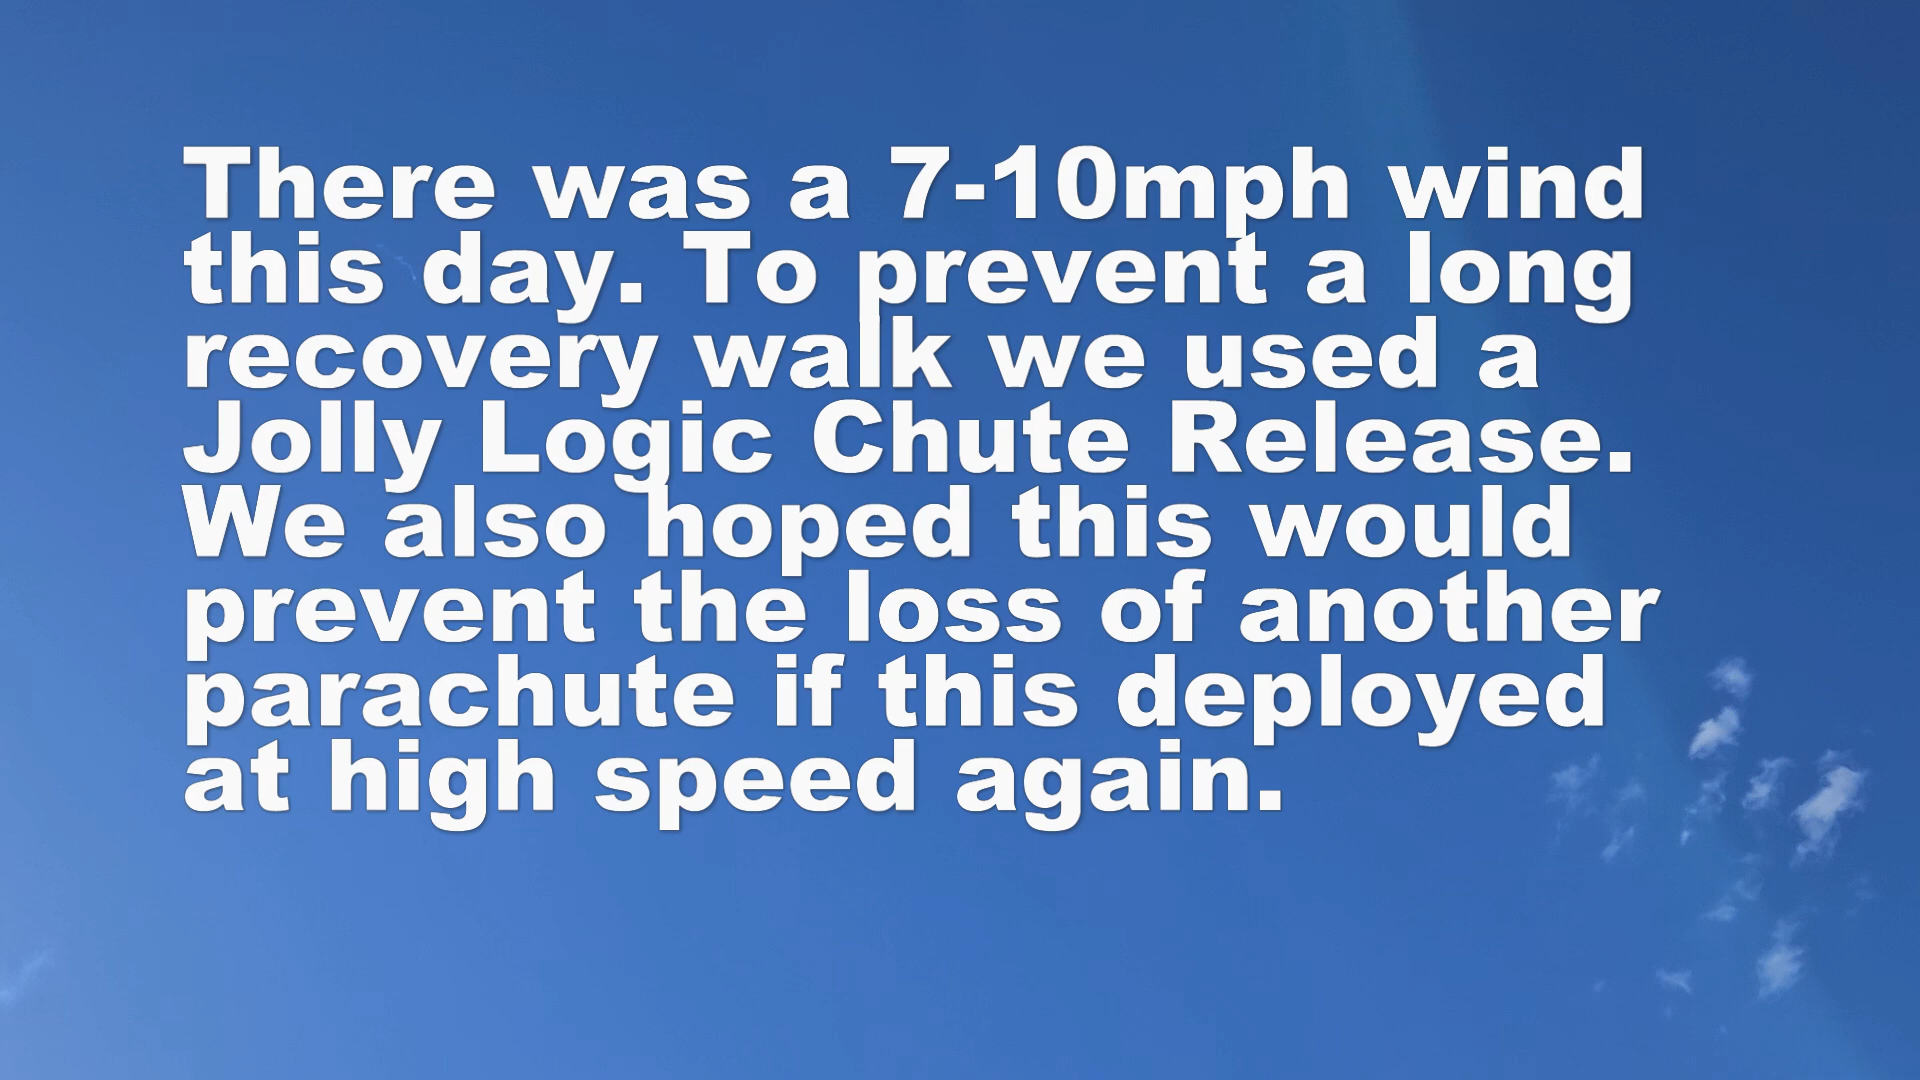 There was a 7-10mph wind
this day. To prevent a long
recovery walk we used a
Jolly Logic Chute Release.
We also hoped this would
prevent the loss of another
parachute if this deployed
at high speed again.